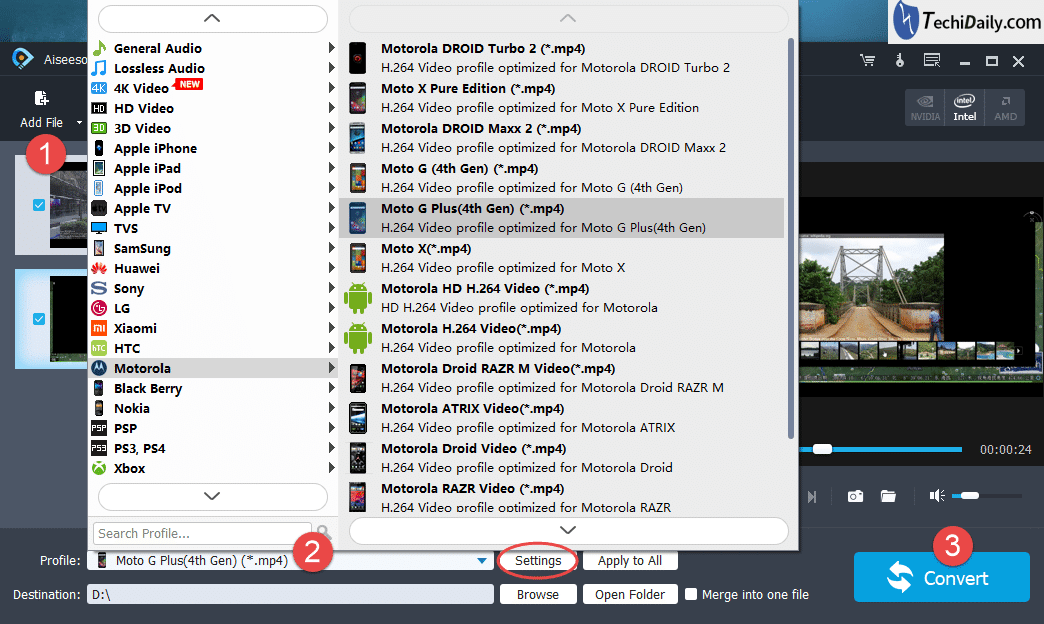 TechiDaily.com
Aiseeso
Add File
1
General Audio
Lossless Audio
4K
4K Video
NEW
HD
HD Video
3D
3D Video
Apple iPhone
Apple iPad
Apple iPod
Apple TV
TVS
SamSung
Huawei
Sony
LG
LG
mi
Xiaomi
hTC
HTC
Motorola
Black Berry
Nokia
PSP
PSP
PS3
PS3, PS4
Xbox
Search Profile...
Motorola DROID Turbo 2 (*.mp4)
H.264 Video profile optimized for Motorola DROID Turbo 2
Moto X Pure Edition (*.mp4)
H.264 Video profile optimized for Moto X Pure Edition
Motorola DROID Maxx 2 (*.mp4)
H.264 Video profile optimized for Motorola DROID Maxx 2
Moto G (4th Gen) (*.mp4)
H.264 Video profile optimized for Moto G (4th Gen)
Moto G Plus(4th Gen) (*.mp4)
H.264 Video profile optimized for Moto G Plus(4th Gen)
Moto X(*.mp4)
H.264 Video profile optimized for Moto X
Motorola HD H.264 Video (*.mp4)
HD H.264 Video profile optimized for Motorola
Motorola H.264 Video(*.mp4)
H.264 Video profile optimized for Motorola
Motorola Droid RAZR M Video(*.mp4)
H.264 Video profile optimized for Motorola Droid RAZR M
Motorola ATRIX Video(*.mp4)
H.264 Video profile optimized for Motorola ATRIX
Motorola Droid Video (*.mp4)
H.264 Video profile optimized for Motorola Droid
Motorola RAZR Video (*.mp4)
H.264 Video profile optimized for Motorola RAZR
NVIDIA
intel
Intel
AMD
00:00:24
2
Profile:
Moto G Plus(4th Gen) (*.mp4)
Settings
Apply to All
3
Convert
Destination:
D:\
Browse
Open Folder
Merge into one file